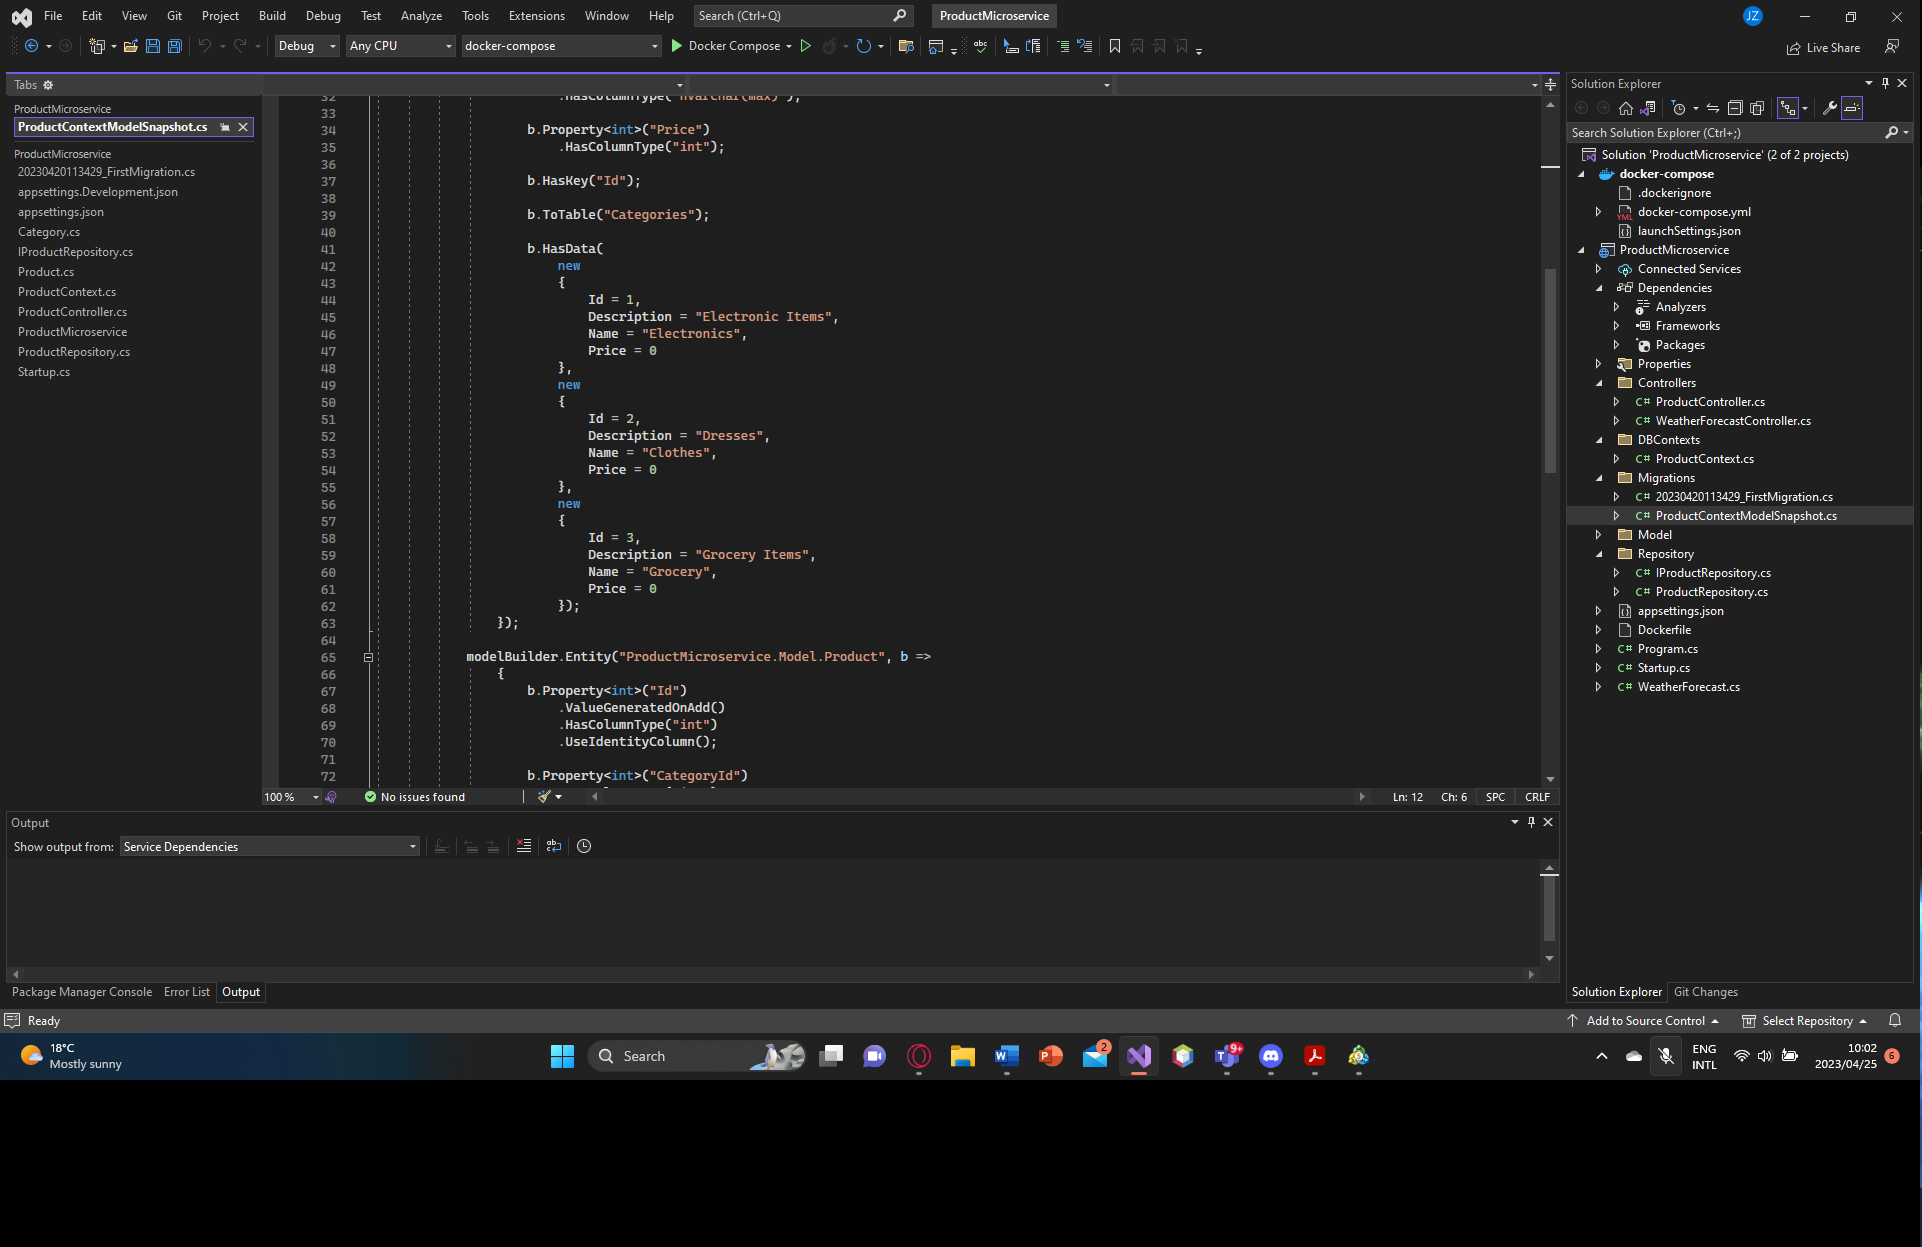 File Edit View Git Project Build Debug Test Analyze Tools Extensions Window Help Search (Ctrl+Q) ProductMicroservice JZ
Debug Any CPU docker-compose Docker Compose Live Share
Tabs
ProductMicroservice
ProductContextModelSnapshot.cs
ProductMicroservice
20230420113429_FirstMigration.cs
appsettings.Development.json
appsettings.json
Category.cs
IProductRepository.cs
Product.cs
ProductContext.cs
ProductController.cs
ProductMicroservice
ProductRepository.cs
Startup.cs
32 .HasColumnType("nvarchar(max)");
33
34 b.Property<int>("Price")
35 .HasColumnType("int");
36
37 b.HasKey("Id");
38
39 b.ToTable("Categories");
40
41 b.HasData(
42 new
43 {
44 Id = 1,
45 Description = "Electronic Items",
46 Name = "Electronics",
47 Price = 0
48 },
49 new
50 {
51 Id = 2,
52 Description = "Dresses",
53 Name = "Clothes",
54 Price = 0
55 },
56 new
57 {
58 Id = 3,
59 Description = "Grocery Items",
60 Name = "Grocery",
61 Price = 0
62 });
63 });
64
65 modelBuilder.Entity("ProductMicroservice.Model.Product", b =>
66 {
67 b.Property<int>("Id")
68 .ValueGeneratedOnAdd()
69 .HasColumnType("int")
70 .UseIdentityColumn();
71
72 b.Property<int>("CategoryId")
100 % No issues found Ln: 12 Ch: 6 SPC CRLF
Output
Show output from: Service Dependencies
Package Manager Console Error List Output
Solution Explorer
Search Solution Explorer (Ctrl+;)
Solution 'ProductMicroservice' (2 of 2 projects)
docker-compose
.dockerignore
YML docker-compose.yml
launchSettings.json
ProductMicroservice
Connected Services
Dependencies
Analyzers
Frameworks
Packages
Properties
Controllers
C# ProductController.cs
C# WeatherForecastController.cs
DBContexts
C# ProductContext.cs
Migrations
C# 20230420113429_FirstMigration.cs
C# ProductContextModelSnapshot.cs
Model
Repository
C# IProductRepository.cs
C# ProductRepository.cs
appsettings.json
Dockerfile
C# Program.cs
C# Startup.cs
C# WeatherForecast.cs
Solution Explorer Git Changes
Ready Add to Source Control Select Repository
18°C
Mostly sunny
Search
2
9+
ENG
INTL
10:02
2023/04/25
6